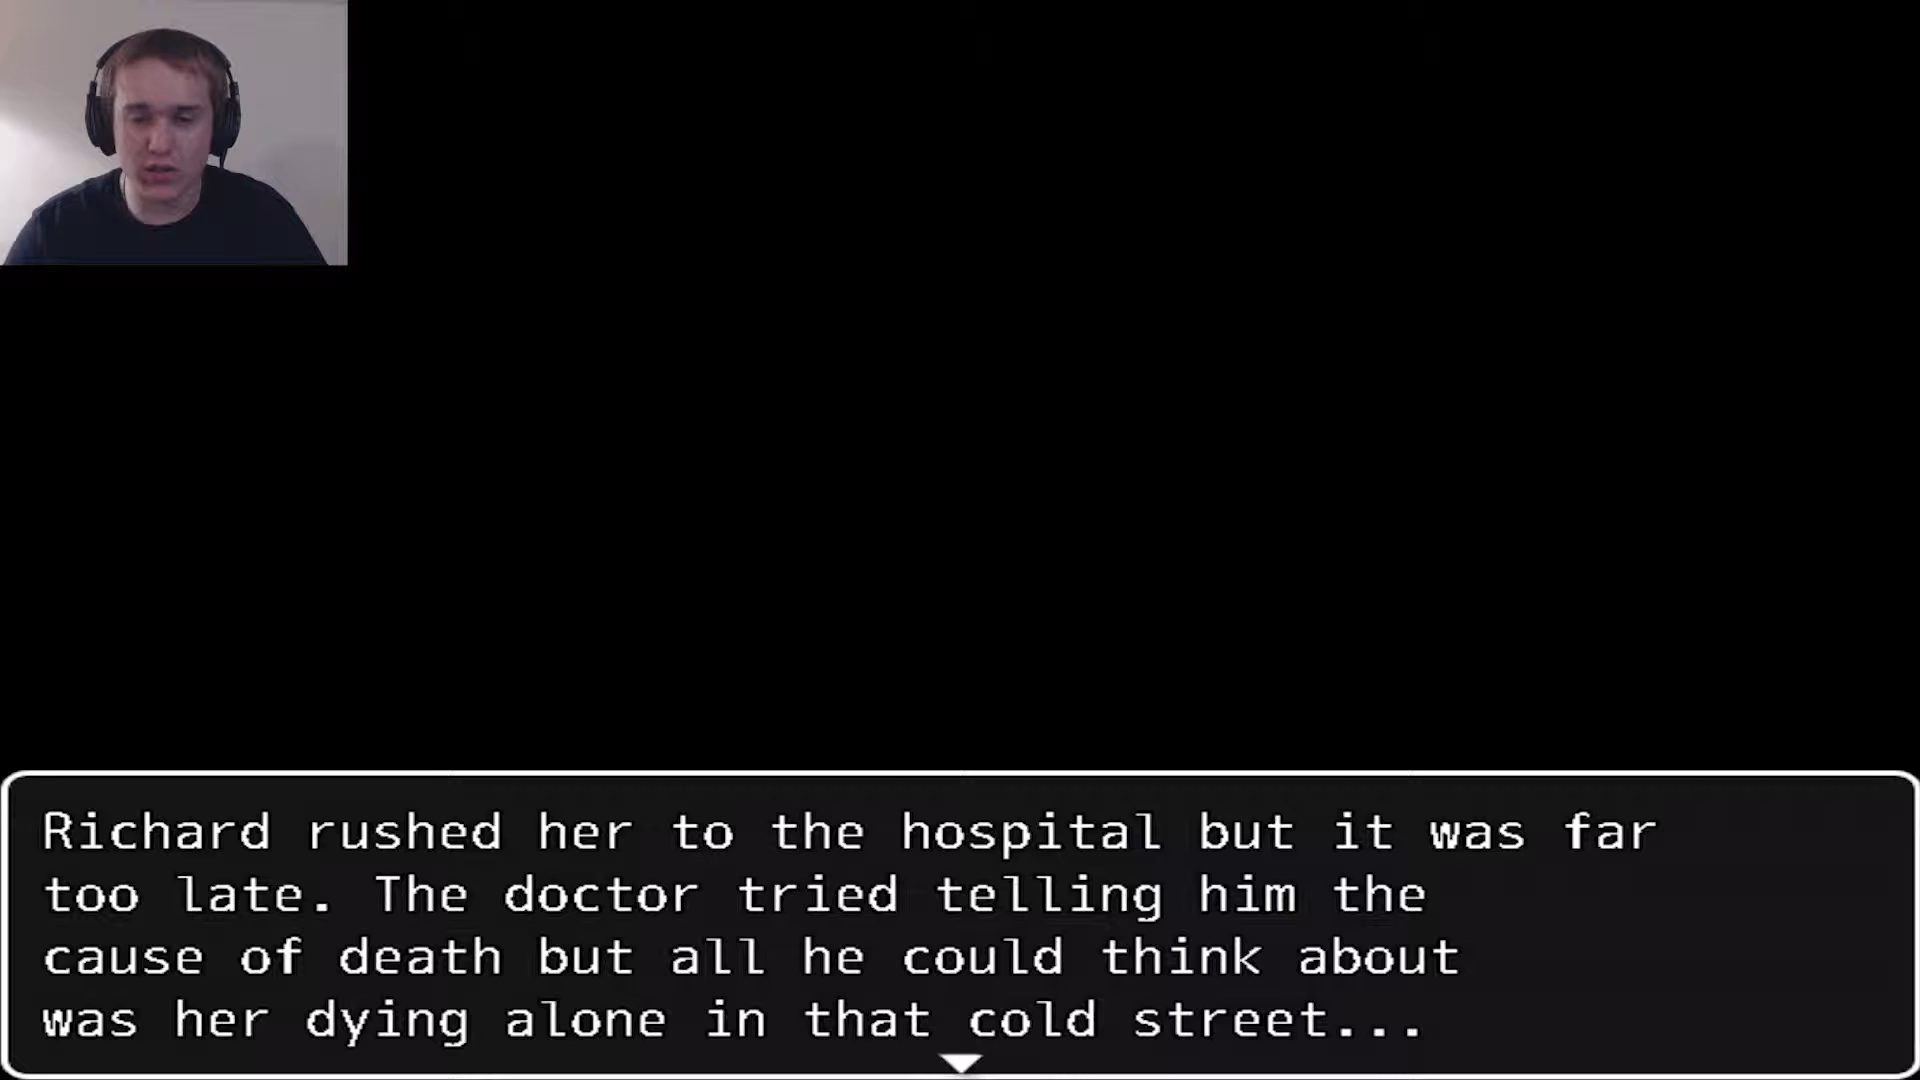 Richard rushed her to the hospital but it was far
too late. The doctor tried telling him the
cause of death but all he could think about
was her dying alone in that cold street...